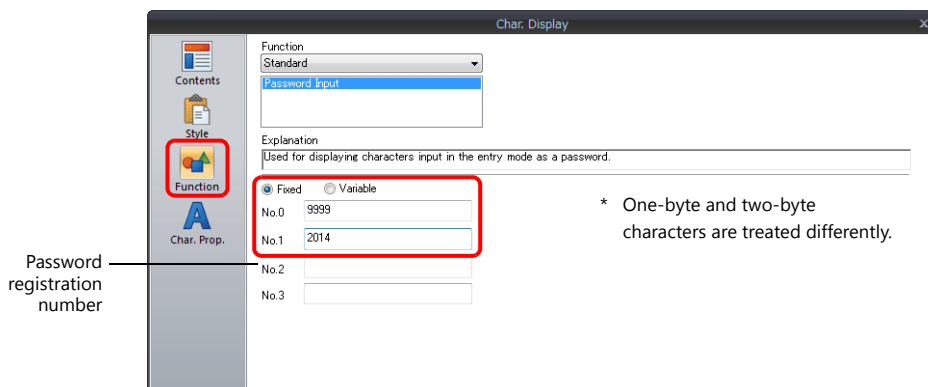 Char. Display
x
Contents
Style
Function
Char. Prop.
Function
Standard
Password Input
Explanation
Used for displaying characters input in the entry mode as a password.
Fixed
Variable
No.0
9999
No.1
2014
No.2
No.3
* One-byte and two-byte
characters are treated differently.
Password
registration
number